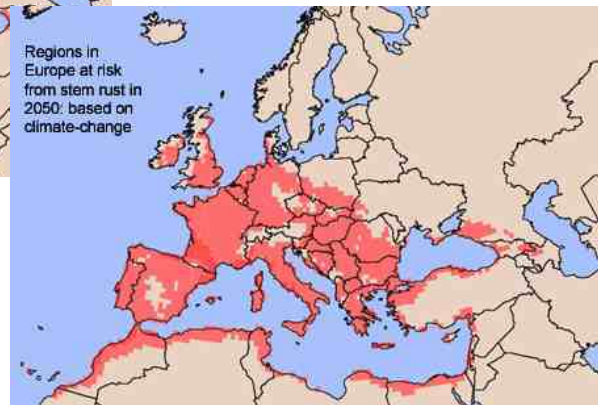 Regions in
Europe at risk
from stem rust in
2050: based on
climate-change